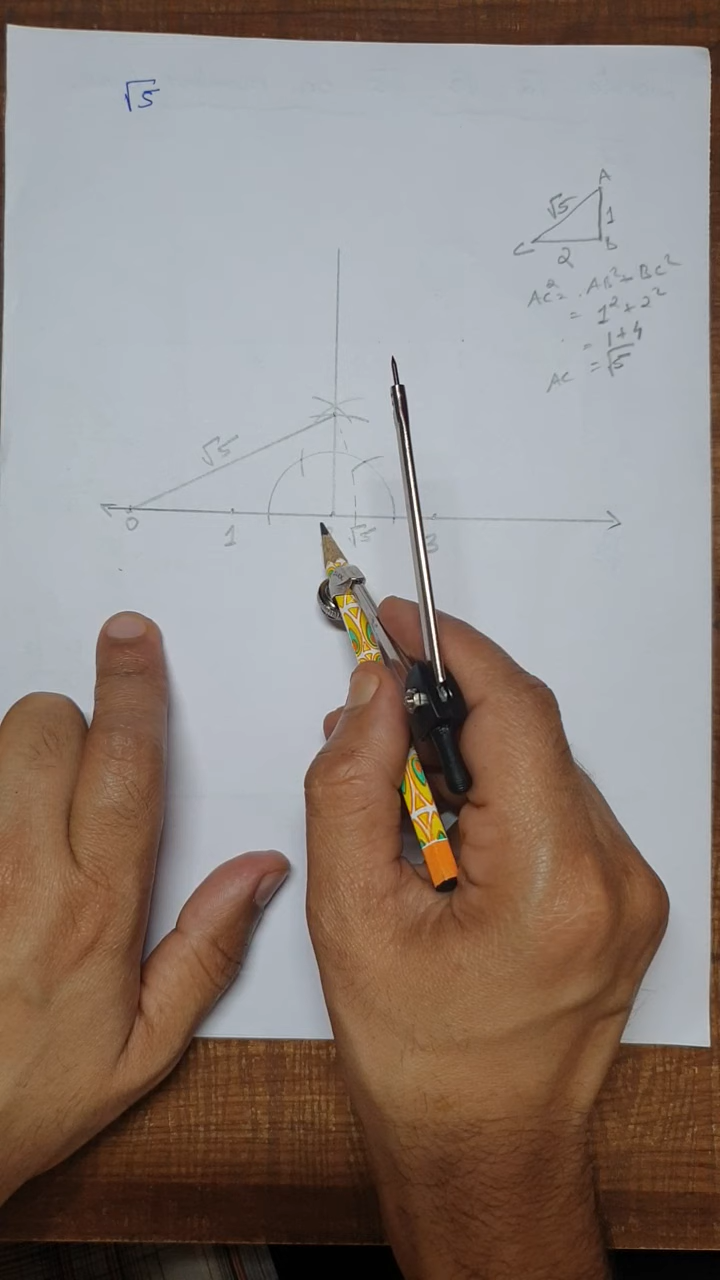 √5
A
√5
1
C
B
2
AC² = AB² + BC²
= 1² + 2²
= 1 + 4
AC = √5
√5
0
1
√5
3